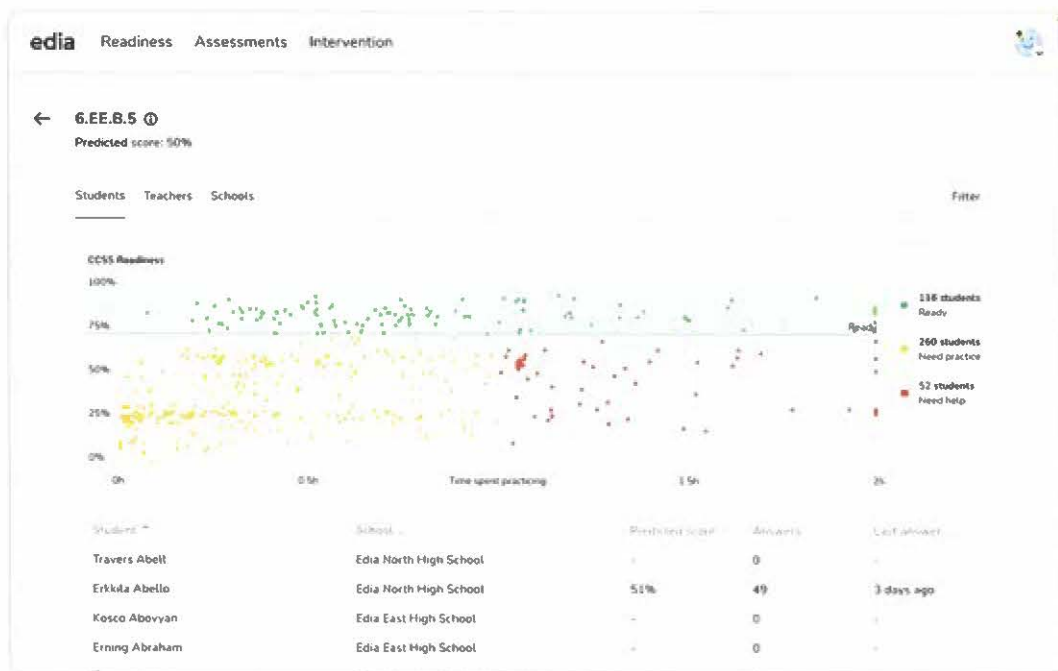 edia Readiness Assessments Intervention
6.EE.B.5
Predicted score: 50%
Students Teachers Schools Filter
CCSS Readiness
100%
75%
50%
25%
0%
Ready
0h 0.5h Time spent practicing 1.5h 2h
116 students
Ready
260 students
Need practice
52 students
Need help
Student School Predicted score Answers Last answer
Travers Abelt Edia North High School - 0 -
Erkkila Abello Edia North High School 51% 49 3 days ago
Kosco Abovyan Edia East High School - 0 -
Erning Abraham Edia East High School - 0 -